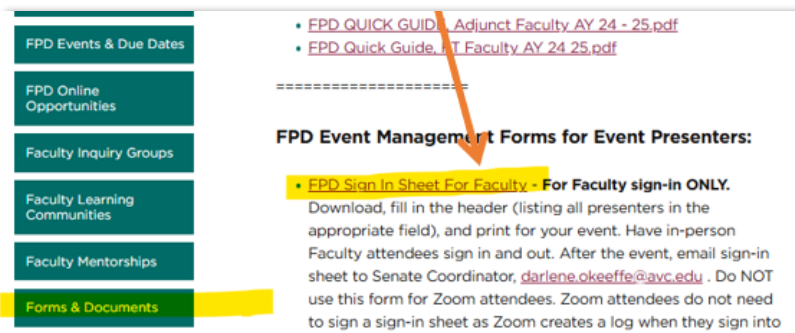 FPD Events & Due Dates
FPD Online
Opportunities
Faculty Inquiry Groups
Faculty Learning
Communities
Faculty Mentorships
Forms & Documents
• FPD QUICK GUIDE, Adjunct Faculty AY 24 - 25.pdf
• FPD Quick Guide, FT Faculty AY 24 25.pdf
=====================
FPD Event Management Forms for Event Presenters:
• FPD Sign In Sheet For Faculty - For Faculty sign-in ONLY.
Download, fill in the header (listing all presenters in the
appropriate field), and print for your event. Have in-person
Faculty attendees sign in and out. After the event, email sign-in
sheet to Senate Coordinator, darlene.okeeffe@avc.edu . Do NOT
use this form for Zoom attendees. Zoom attendees do not need
to sign a sign-in sheet as Zoom creates a log when they sign into